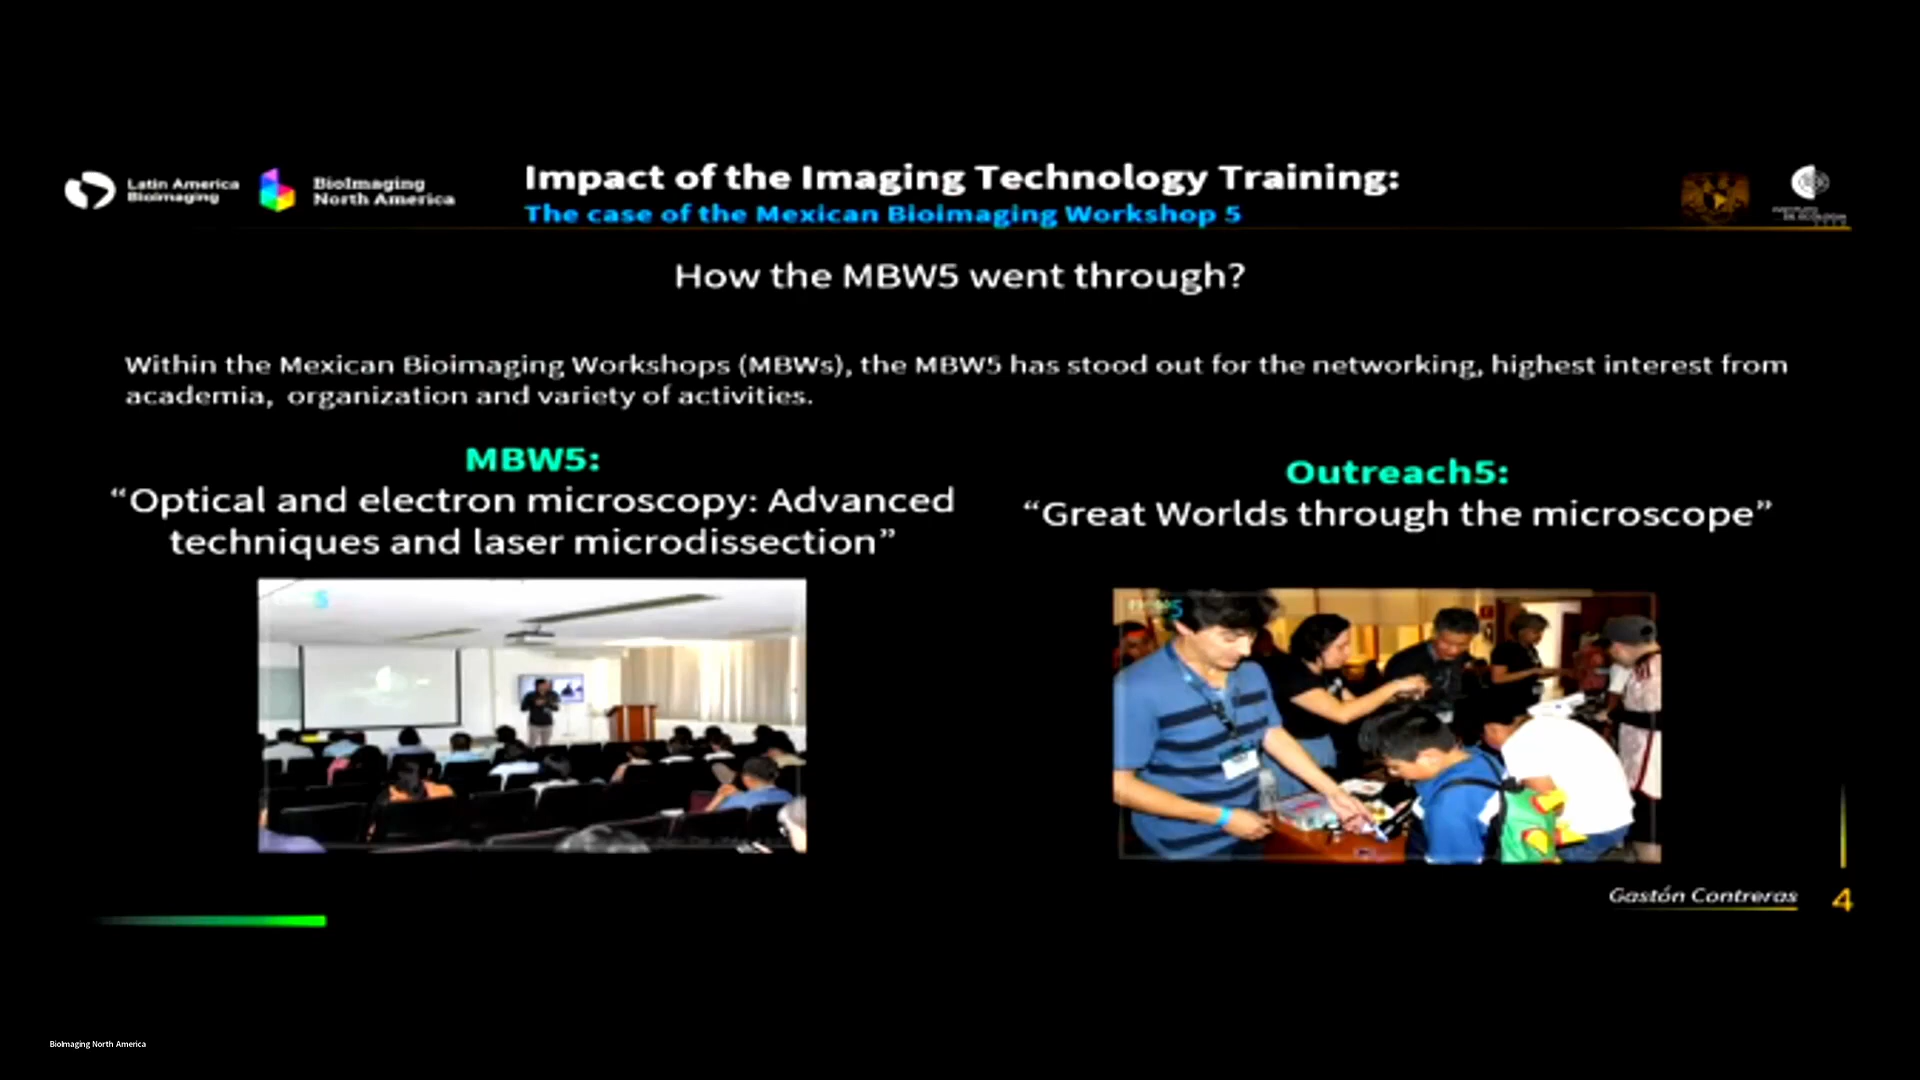 Latin America
Bioimaging
BioImaging
North America
Impact of the Imaging Technology Training:
The case of the Mexican BioImaging Workshop 5
How the MBW5 went through?
Within the Mexican Bioimaging Workshops (MBWs), the MBW5 has stood out for the networking, highest interest from
academia, organization and variety of activities.
MBW5:
“Optical and electron microscopy: Advanced
techniques and laser microdissection”
Outreach5:
“Great Worlds through the microscope”
Gastón Contreras
4
BioImaging North America